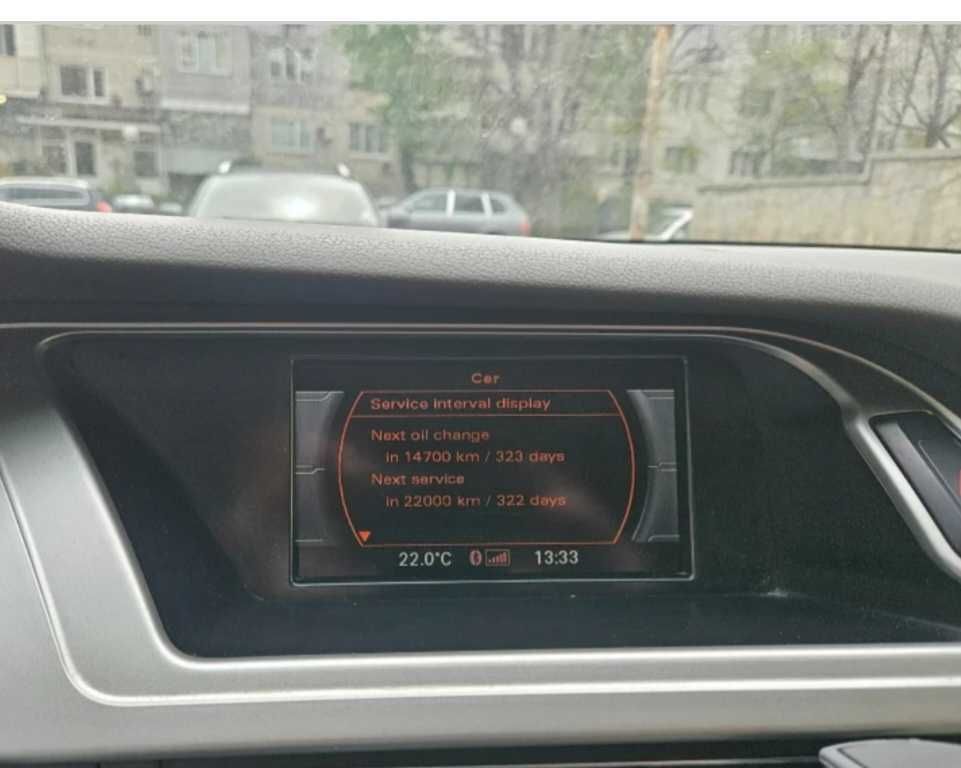 Car
Service interval display
Next oil change
in 14700 km / 323 days
Next service
in 22000 km / 322 days
22.0°C 13:33